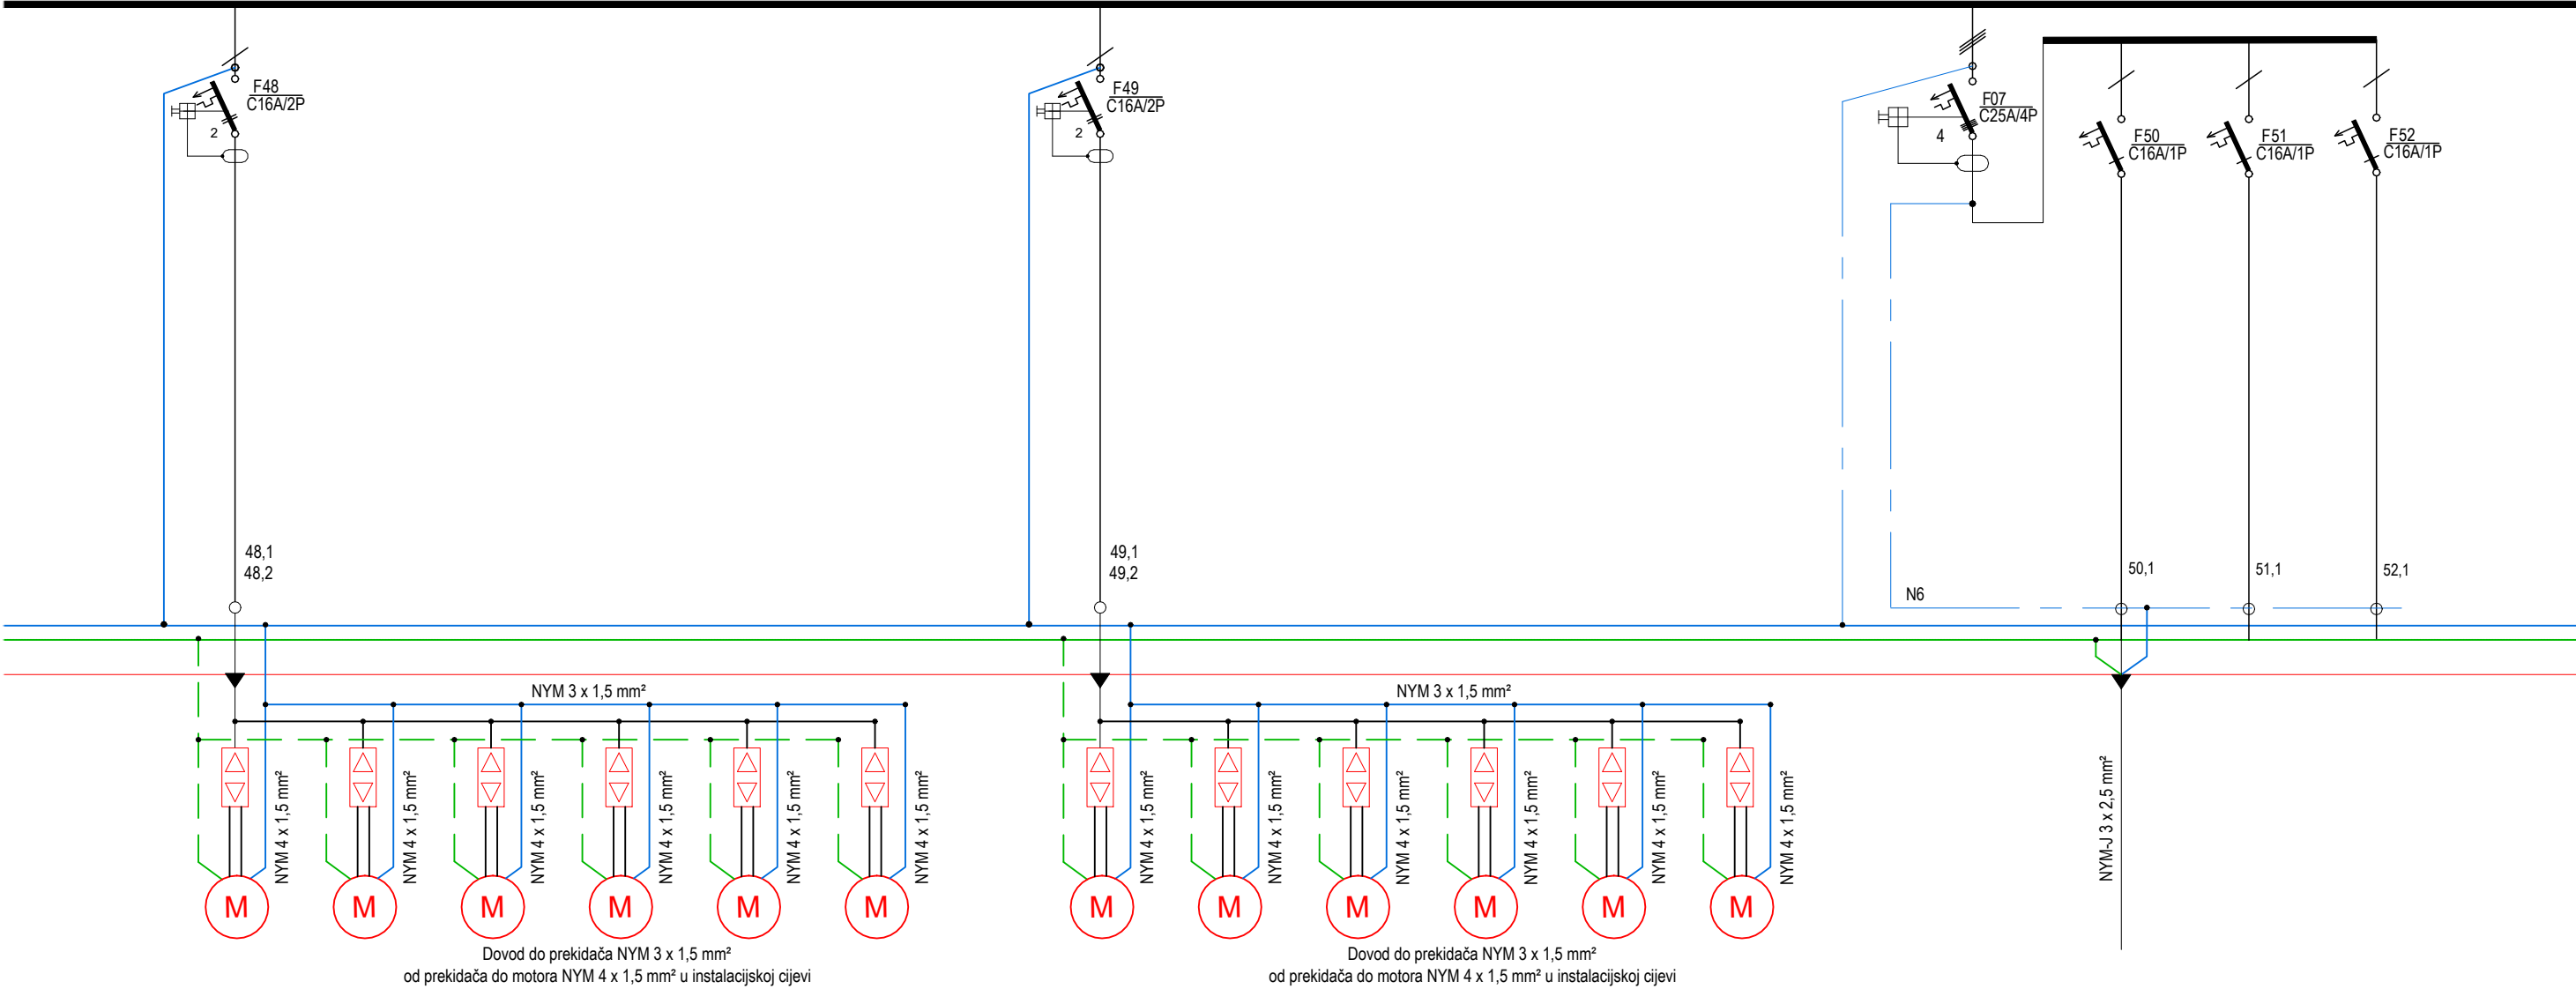 F48
C16A/2P
2
F49
C16A/2P
2
F07
C25A/4P
4
F50
C16A/1P
F51
C16A/1P
F52
C16A/1P
48,1
48,2
49,1
49,2
50,1
51,1
52,1
N6
NYM 3 x 1,5 mm²
NYM 3 x 1,5 mm²
NYM 4 x 1,5 mm²
NYM 4 x 1,5 mm²
NYM 4 x 1,5 mm²
NYM 4 x 1,5 mm²
NYM 4 x 1,5 mm²
NYM 4 x 1,5 mm²
NYM 4 x 1,5 mm²
NYM 4 x 1,5 mm²
NYM 4 x 1,5 mm²
NYM 4 x 1,5 mm²
NYM 4 x 1,5 mm²
NYM 4 x 1,5 mm²
NYM-J 3 x 2,5 mm²
M
M
M
M
M
M
M
M
M
M
M
M
Dovod do prekidača NYM 3 x 1,5 mm²
od prekidača do motora NYM 4 x 1,5 mm² u instalacijskoj cijevi
Dovod do prekidača NYM 3 x 1,5 mm²
od prekidača do motora NYM 4 x 1,5 mm² u instalacijskoj cijevi